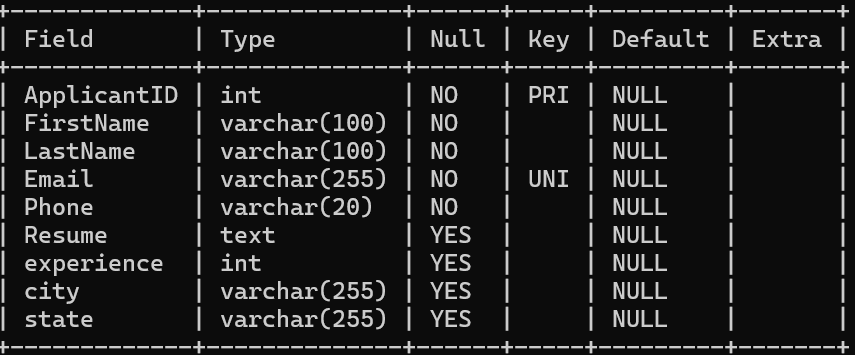 +-------------+--------------+------+-----+---------+-------+
| Field       | Type         | Null | Key | Default | Extra |
+-------------+--------------+------+-----+---------+-------+
| ApplicantID | int          | NO   | PRI | NULL    |       |
| FirstName   | varchar(100) | NO   |     | NULL    |       |
| LastName    | varchar(100) | NO   |     | NULL    |       |
| Email       | varchar(255) | NO   | UNI | NULL    |       |
| Phone       | varchar(20)  | NO   |     | NULL    |       |
| Resume      | text         | YES  |     | NULL    |       |
| experience  | int          | YES  |     | NULL    |       |
| city        | varchar(255) | YES  |     | NULL    |       |
| state       | varchar(255) | YES  |     | NULL    |       |
+-------------+--------------+------+-----+---------+-------+